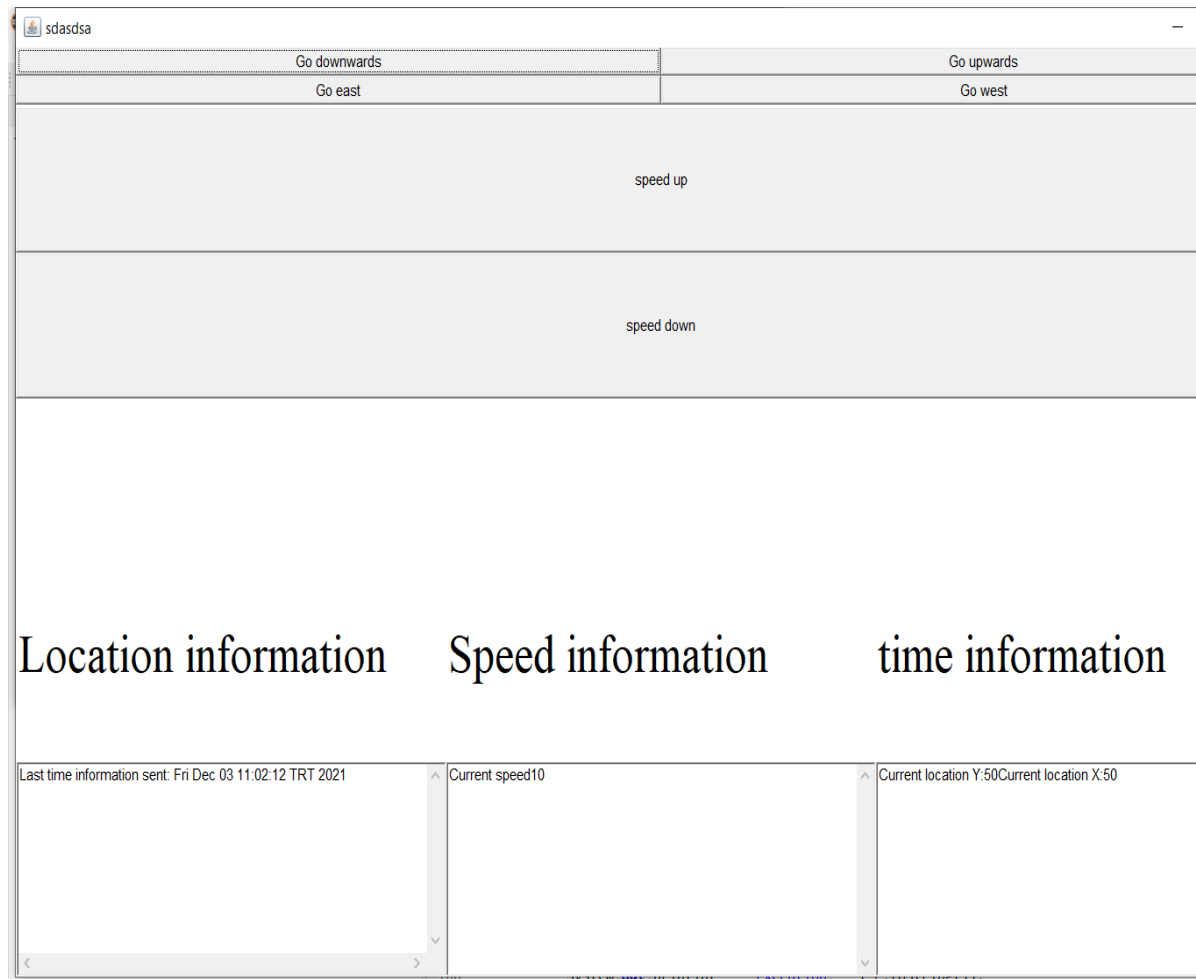 sdasdsa
Go downwards Go upwards
Go east Go west
speed up
speed down
Location information Speed information time information
Last time information sent: Fri Dec 03 11:02:12 TRT 2021 Current speed10 Current location Y:50Current location X:50